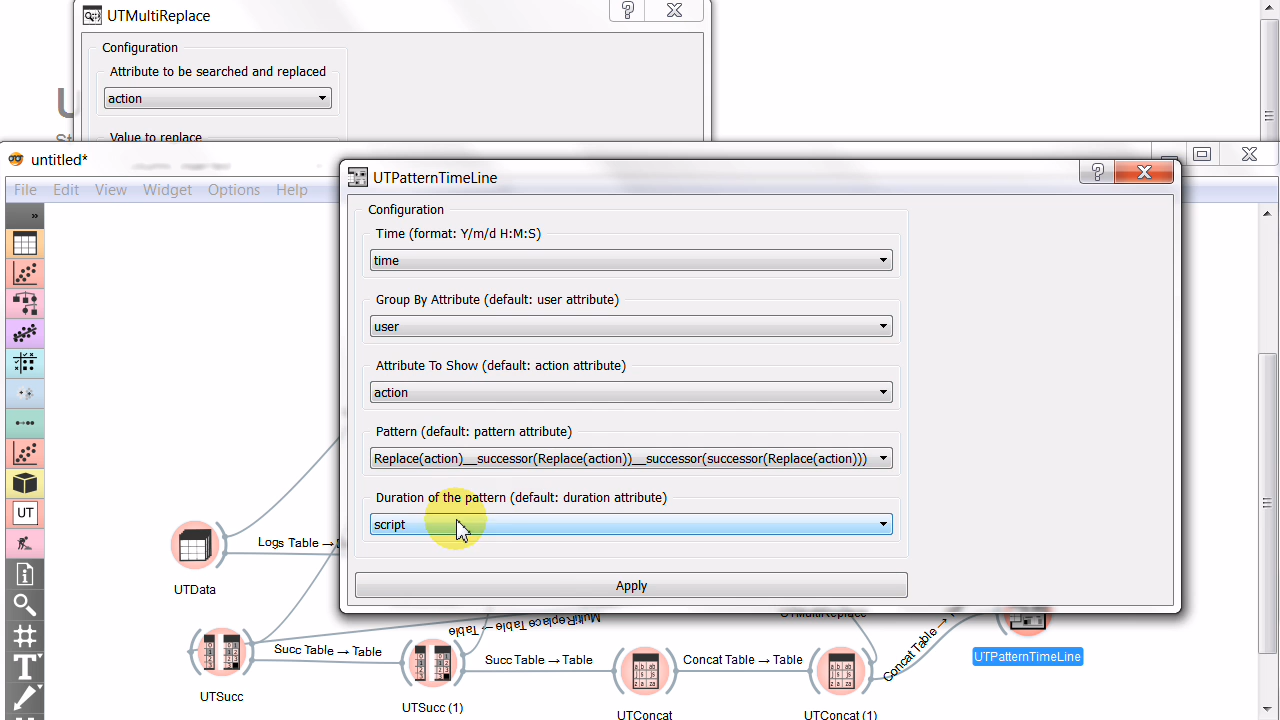 UTMultiReplace
Configuration
Attribute to be searched and replaced
action
Value to replace
untitled*
File Edit View Widget Options Help
UTPatternTimeLine
Configuration
Time (format: Y/m/d H:M:S)
time
Group By Attribute (default: user attribute)
user
Attribute To Show (default: action attribute)
action
Pattern (default: pattern attribute)
Replace(action)__successor(Replace(action))__successor(successor(Replace(action)))
Duration of the pattern (default: duration attribute)
script
Apply
UT
Logs Table →
UTData
MultiReplace Table → Table
Succ Table → Table
Succ Table → Table
Concat Table → Table
Concat Table →
UTSucc
UTSucc (1)
UTConcat
UTConcat (1)
UTPatternTimeLine